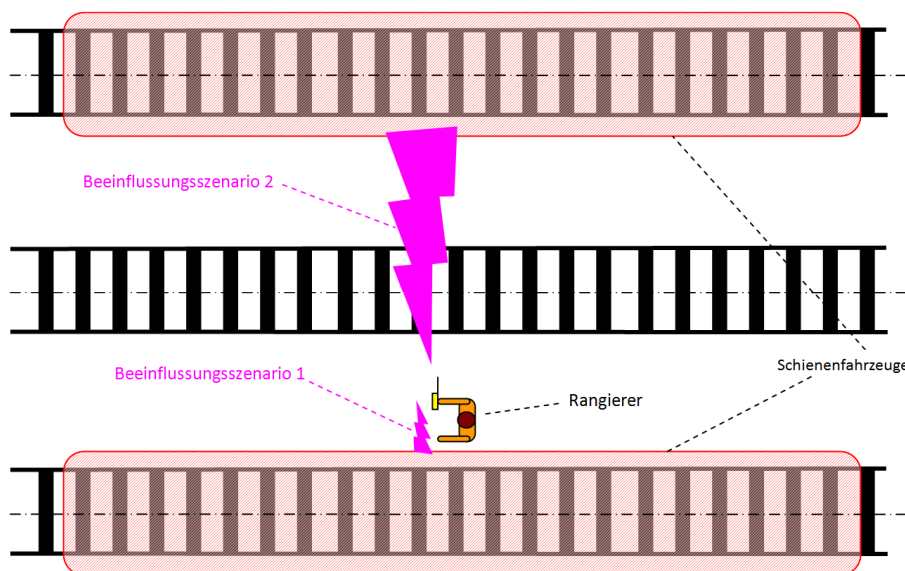 Beeinflussungsszenario 2
Beeinflussungsszenario 1
Schienenfahrzeuge
Rangierer